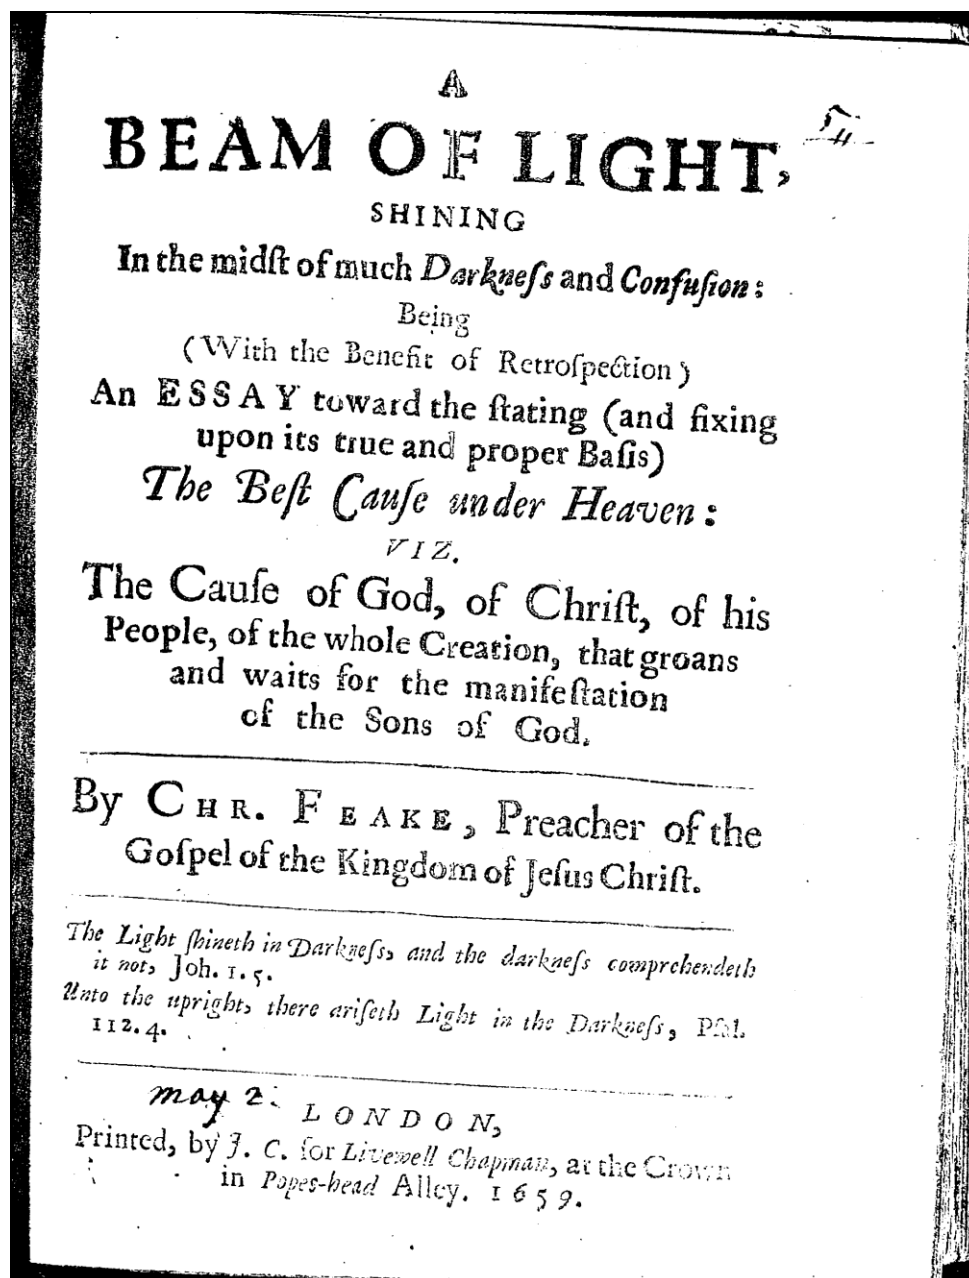 A
BEAM OF LIGHT,
SHINING
In the midſt of much Darkneſs and Confuſion:
Being
(With the Benefit of Retroſpection)
An ESSAY toward the ſtating (and fixing
upon its true and proper Baſis)
The Beſt Cauſe under Heaven:
VIZ.
The Cauſe of God, of Chriſt, of his
People, of the whole Creation, that groans
and waits for the manifeſtation
of the Sons of God.
By CHR. FEAKE, Preacher of the
Goſpel of the Kingdom of Jeſus Chriſt.
The Light ſhineth in Darkneſs, and the darkneſs comprehendeth
it not, Joh. 1. 5.
Unto the upright, there ariſeth Light in the Darkneſs, Pſal.
112. 4.
may 2.
LONDON,
Printed, by J. C. for Livewell Chapman, at the Crown
in Popes-head Alley. 1659.